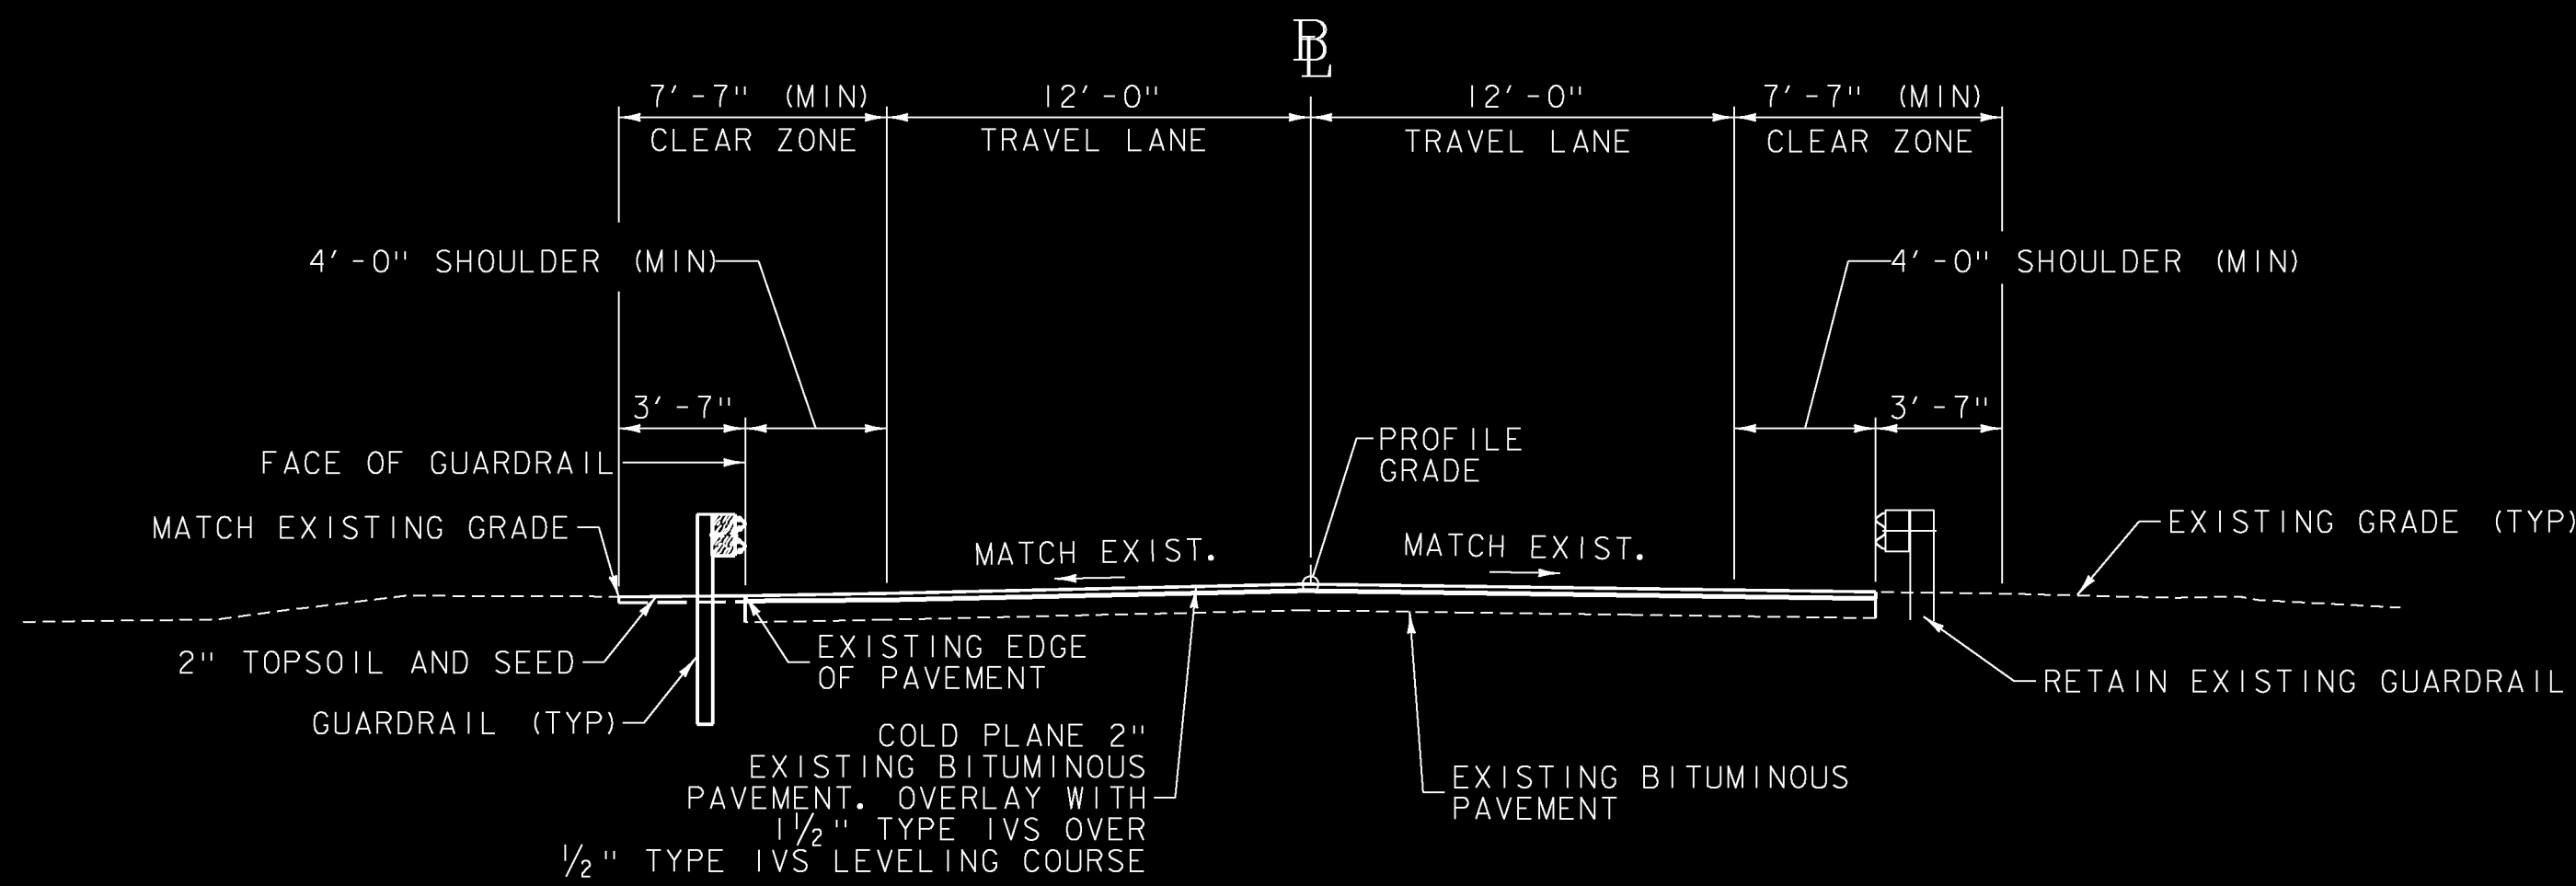 BL
7'-7" (MIN)
12'-0"
12'-0"
7'-7" (MIN)
CLEAR ZONE
TRAVEL LANE
TRAVEL LANE
CLEAR ZONE
4'-0" SHOULDER (MIN)
4'-0" SHOULDER (MIN)
3'-7"
3'-7"
FACE OF GUARDRAIL
PROFILE
GRADE
MATCH EXISTING GRADE
MATCH EXIST.
MATCH EXIST.
EXISTING GRADE (TYP)
2" TOPSOIL AND SEED
EXISTING EDGE
OF PAVEMENT
RETAIN EXISTING GUARDRAIL
GUARDRAIL (TYP)
COLD PLANE 2"
EXISTING BITUMINOUS
PAVEMENT. OVERLAY WITH
1 1/2" TYPE IVS OVER
1/2" TYPE IVS LEVELING COURSE
EXISTING BITUMINOUS
PAVEMENT